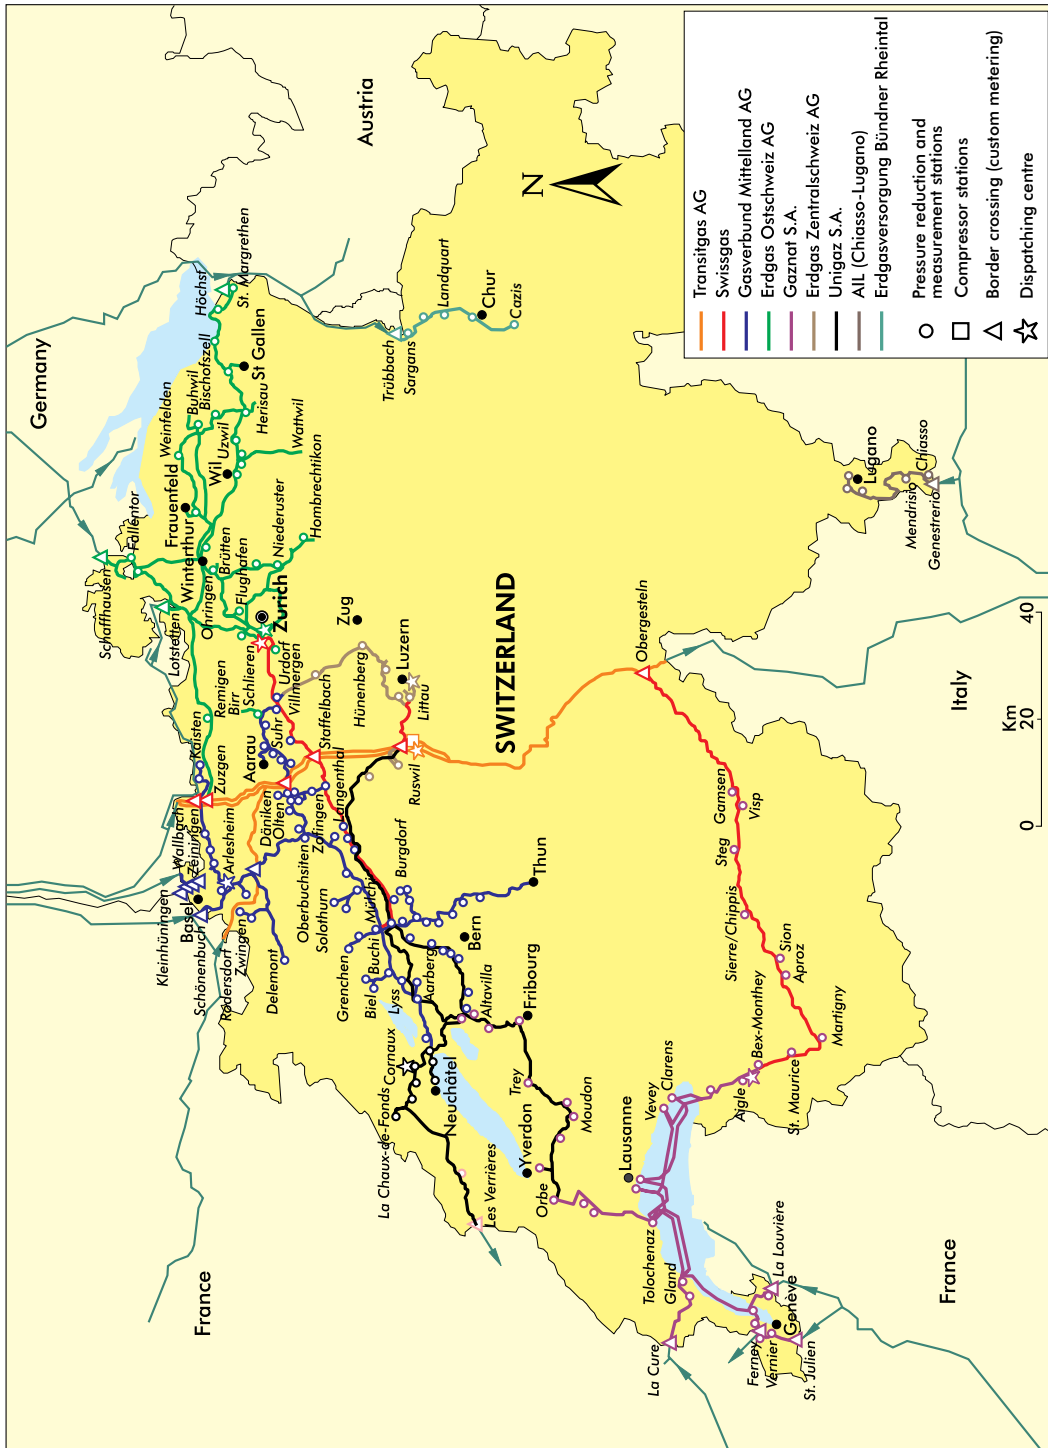 Germany
Austria
France
France
Italy
SWITZERLAND
N
Km
0
20
40
Transitgas AG
Swissgas
Gasverbund Mittelland AG
Erdgas Ostschweiz AG
Gaznat S.A.
Erdgas Zentralschweiz AG
Unigaz S.A.
AIL (Chiasso-Lugano)
Erdgasversorgung Bündner Rheintal
Pressure reduction and
measurement stations
Compressor stations
Border crossing (custom metering)
Dispatching centre
Kleinhüningen
Basel
Schönenbuch
Rodersdorf
Zwingen
Delemont
Wallbach
Zeiningen
Arlesheim
Zuzgen
Kaisten
Remigen
Birr
Schlieren
Urdorf
Villmergen
Suhr
Aarau
Däniken
Olten
Zofingen
Staffelbach
Langenthal
Oberbuchsiten
Solothurn
Grenchen
Biel
Buchi
Mülchi
Lyss
Aarberg
Burgdorf
Thun
Bern
Altavilla
Fribourg
Cornaux
La Chaux-de-Fonds
Neuchâtel
Les Verrières
Yverdon
Trey
Moudon
Orbe
Lausanne
Tolochenaz
Gland
La Cure
Ferney
Vernier
St. Julien
Genève
La Louvière
Vevey
Clarens
Aigle
Bex-Monthey
St. Maurice
Martigny
Aproz
Sion
Sierre/Chippis
Steg
Visp
Gamsen
Obergesteln
Ruswil
Littau
Luzern
Hünenberg
Zug
Zurich
Schaffhausen
Lotstetten
Fallentor
Winterthur
Ohringen
Brütten
Flughafen
Niederuster
Hombrechtikon
Frauenfeld
Weinfelden
Buhwil
Bischofszell
Wil
Uzwil
Wattwil
Herisau
St Gallen
Höchst
St. Margrethen
Trübbach
Sargans
Landquart
Chur
Cazis
Lugano
Mendrisio
Chiasso
Genestrerio